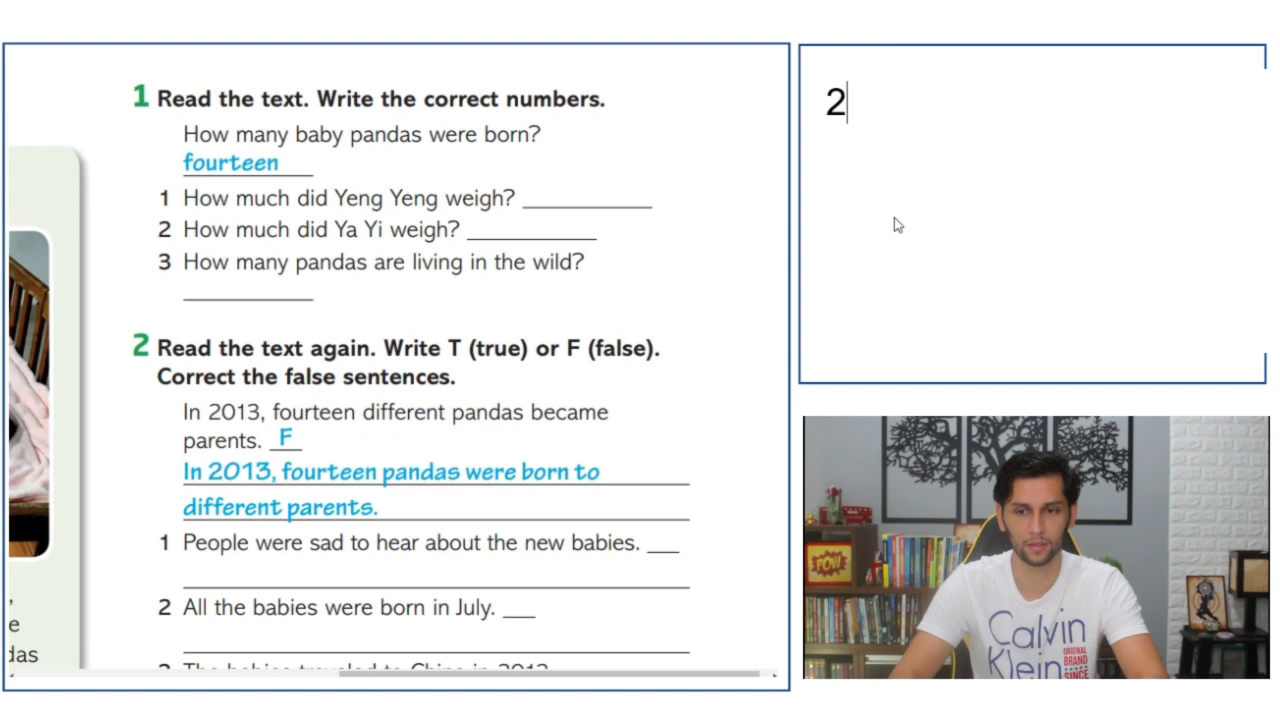 1 Read the text. Write the correct numbers.
How many baby pandas were born?
fourteen
1 How much did Yeng Yeng weigh?
2 How much did Ya Yi weigh?
3 How many pandas are living in the wild?
2 Read the text again. Write T (true) or F (false).
Correct the false sentences.
In 2013, fourteen different pandas became
parents. F
In 2013, fourteen pandas were born to
different parents.
1 People were sad to hear about the new babies.
2 All the babies were born in July.
,
e
das
2
POW
Calvin
Klein
ORIGINAL
BRAND
SINCE